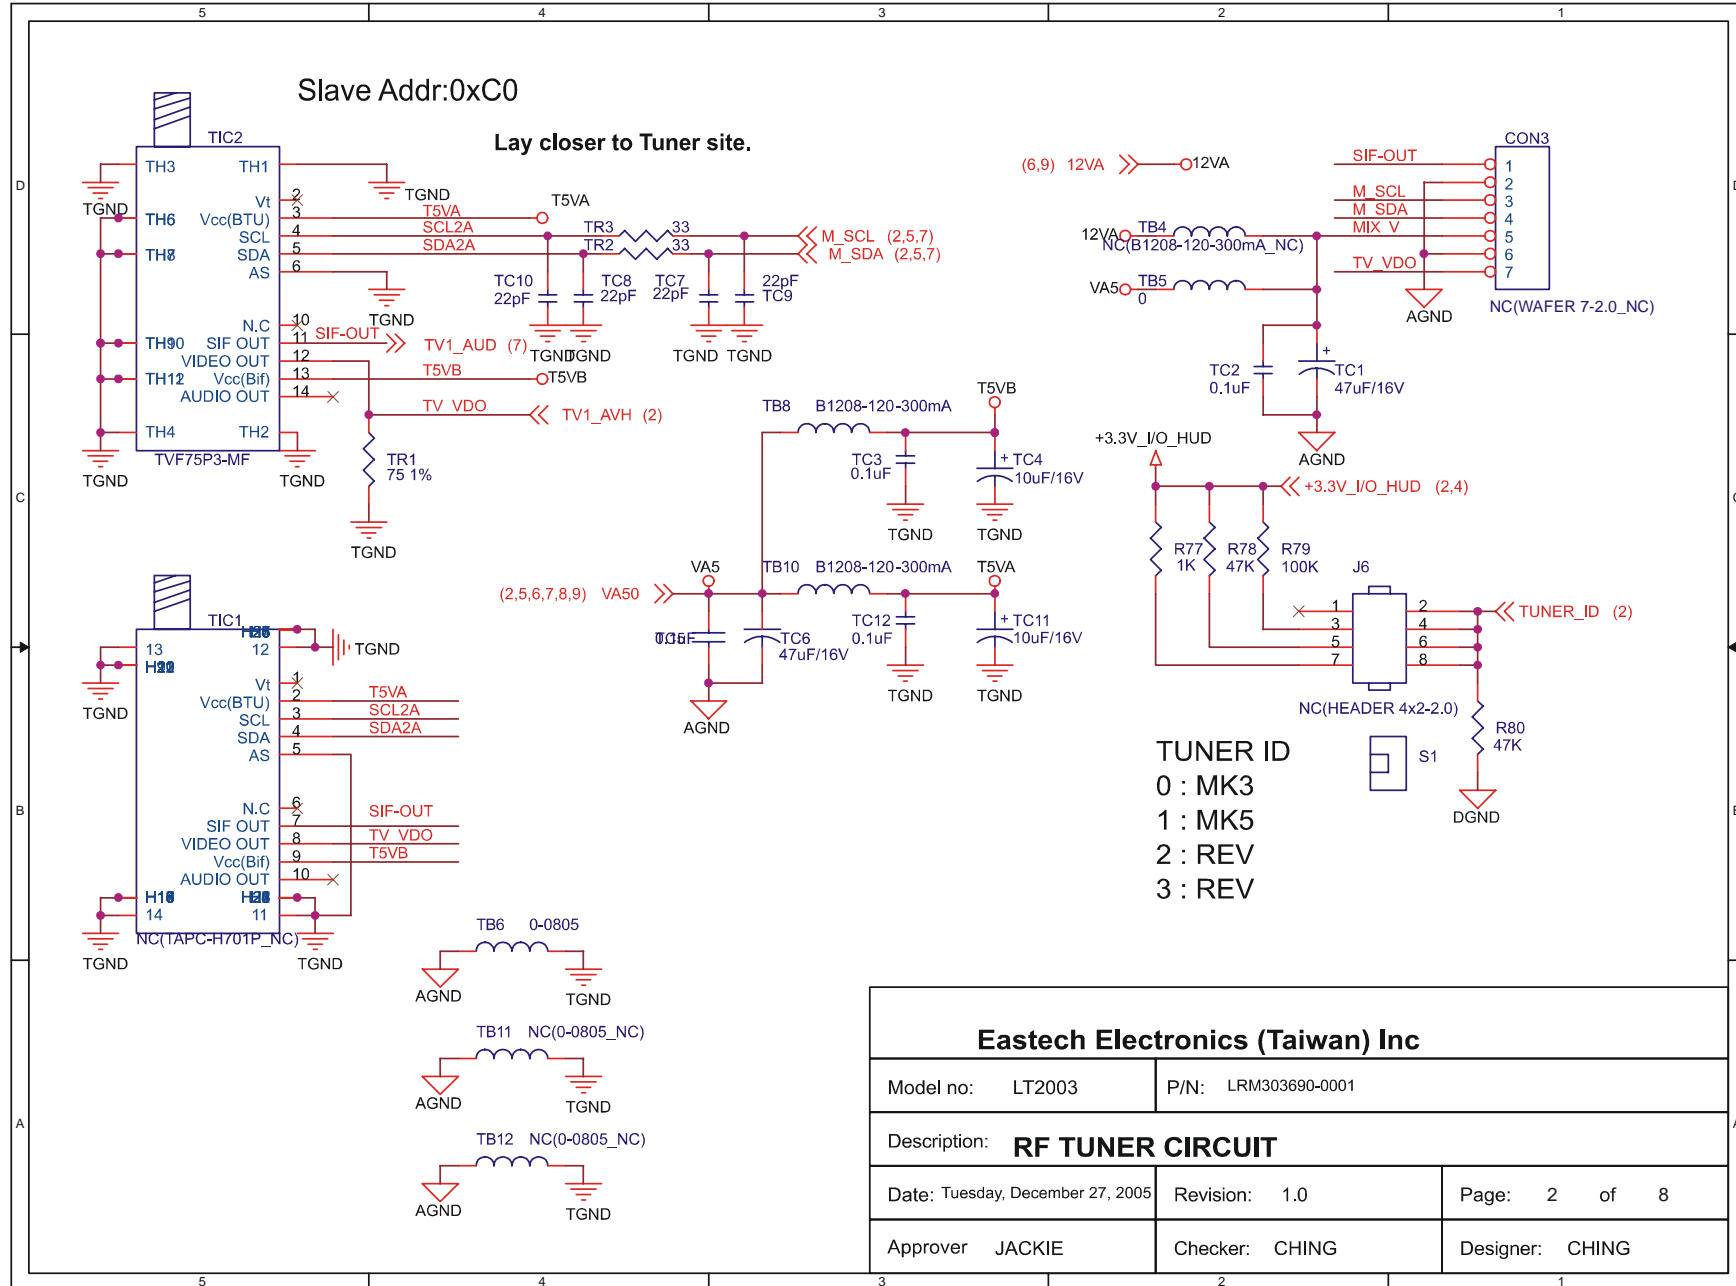 5 4 3 2 1
Slave Addr:0xC0
Lay closer to Tuner site.
TIC2
TH3 TH1
TGND TGND
Vt 2
TH6 Vcc(BTU) 3 T5VA T5VA
SCL 4 SCL2A TR3 33 M_SCL (2,5,7)
TH8 SDA 5 SDA2A TR2 33 M_SDA (2,5,7)
AS 6
TGND
TC10 22pF
TC8 22pF
TC7 22pF
22pF TC9
TGND TGND TGND TGND
N.C 10
SIF OUT 11 SIF-OUT TV1_AUD (7)
VIDEO OUT 12
TH12 Vcc(Bif) 13 T5VB T5VB
AUDIO OUT 14
TV_VDO TV1_AVH (2)
TH4 TH2
TVF75P3-MF
TGND TGND
TR1
75 1%
TGND
(6,9) 12VA 12VA
CON3
SIF-OUT 1
2
M_SCL 3
M_SDA 4
MIX_V 5
6
TV_VDO 7
NC(WAFER 7-2.0_NC)
AGND
12VA TB4
NC(B1208-120-300mA_NC)
VA5 TB5
0
TC2
0.1uF
+ TC1
47uF/16V
AGND
T5VB
TB8 B1208-120-300mA
TC3
0.1uF
+ TC4
10uF/16V
TGND TGND
(2,5,6,7,8,9) VA50
VA5
TB10 B1208-120-300mA
T5VA
0.1uF
TC6
47uF/16V
TC12
0.1uF
+ TC11
10uF/16V
TGND TGND
AGND
+3.3V_I/O_HUD
+3.3V_I/O_HUD (2,4)
R77
1K
R78
47K
R79
100K
J6
1 2
3 4
5 6
7 8
TUNER_ID (2)
NC(HEADER 4x2-2.0)
R80
47K
S1
DGND
TUNER ID
0 : MK3
1 : MK5
2 : REV
3 : REV
TIC1
13 12
TGND
TGND
Vt 1
Vcc(BTU) 2 T5VA
SCL 3 SCL2A
SDA 4 SDA2A
AS 5
N.C 6
SIF OUT 7 SIF-OUT
VIDEO OUT 8 TV_VDO
Vcc(Bif) 9 T5VB
AUDIO OUT 10
14 11
NC(TAPC-H701P_NC)
TGND TGND
TB6 0-0805
AGND TGND
TB11 NC(0-0805_NC)
AGND TGND
TB12 NC(0-0805_NC)
AGND TGND
D C B A
Eastech Electronics (Taiwan) Inc
Model no: LT2003 P/N: LRM303690-0001
Description: RF TUNER CIRCUIT
Date: Tuesday, December 27, 2005 Revision: 1.0 Page: 2 of 8
Approver JACKIE Checker: CHING Designer: CHING
5 4 3 2 1